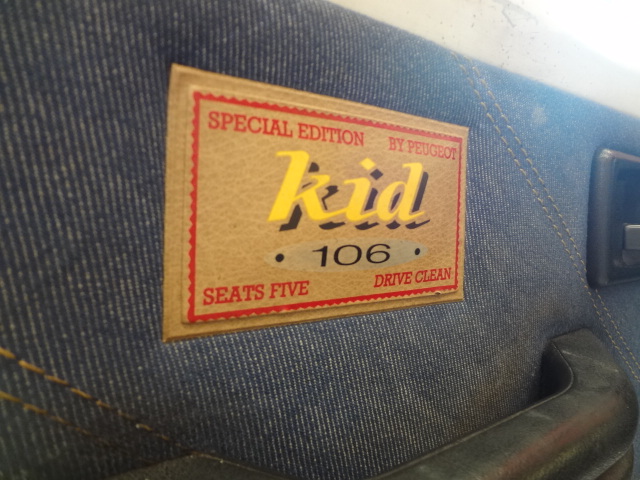 SPECIAL EDITION BY PEUGEOT
kid
• 106 •
SEATS FIVE DRIVE CLEAN